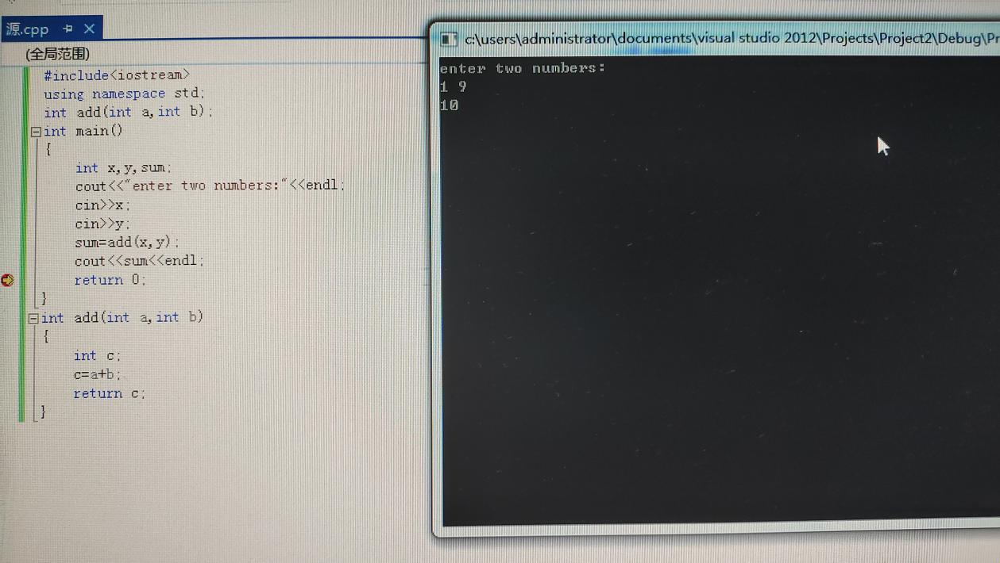 源.cpp
(全局范围)
#include<iostream>
using namespace std;
int add(int a,int b);
int main()
{
int x,y,sum;
cout<<"enter two numbers:"<<endl;
cin>>x;
cin>>y;
sum=add(x,y);
cout<<sum<<endl;
return 0;
}
int add(int a,int b)
{
int c;
c=a+b;
return c;
}
c:\users\administrator\documents\visual studio 2012\Projects\Project2\Debug\Pr
enter two numbers:
1 9
10